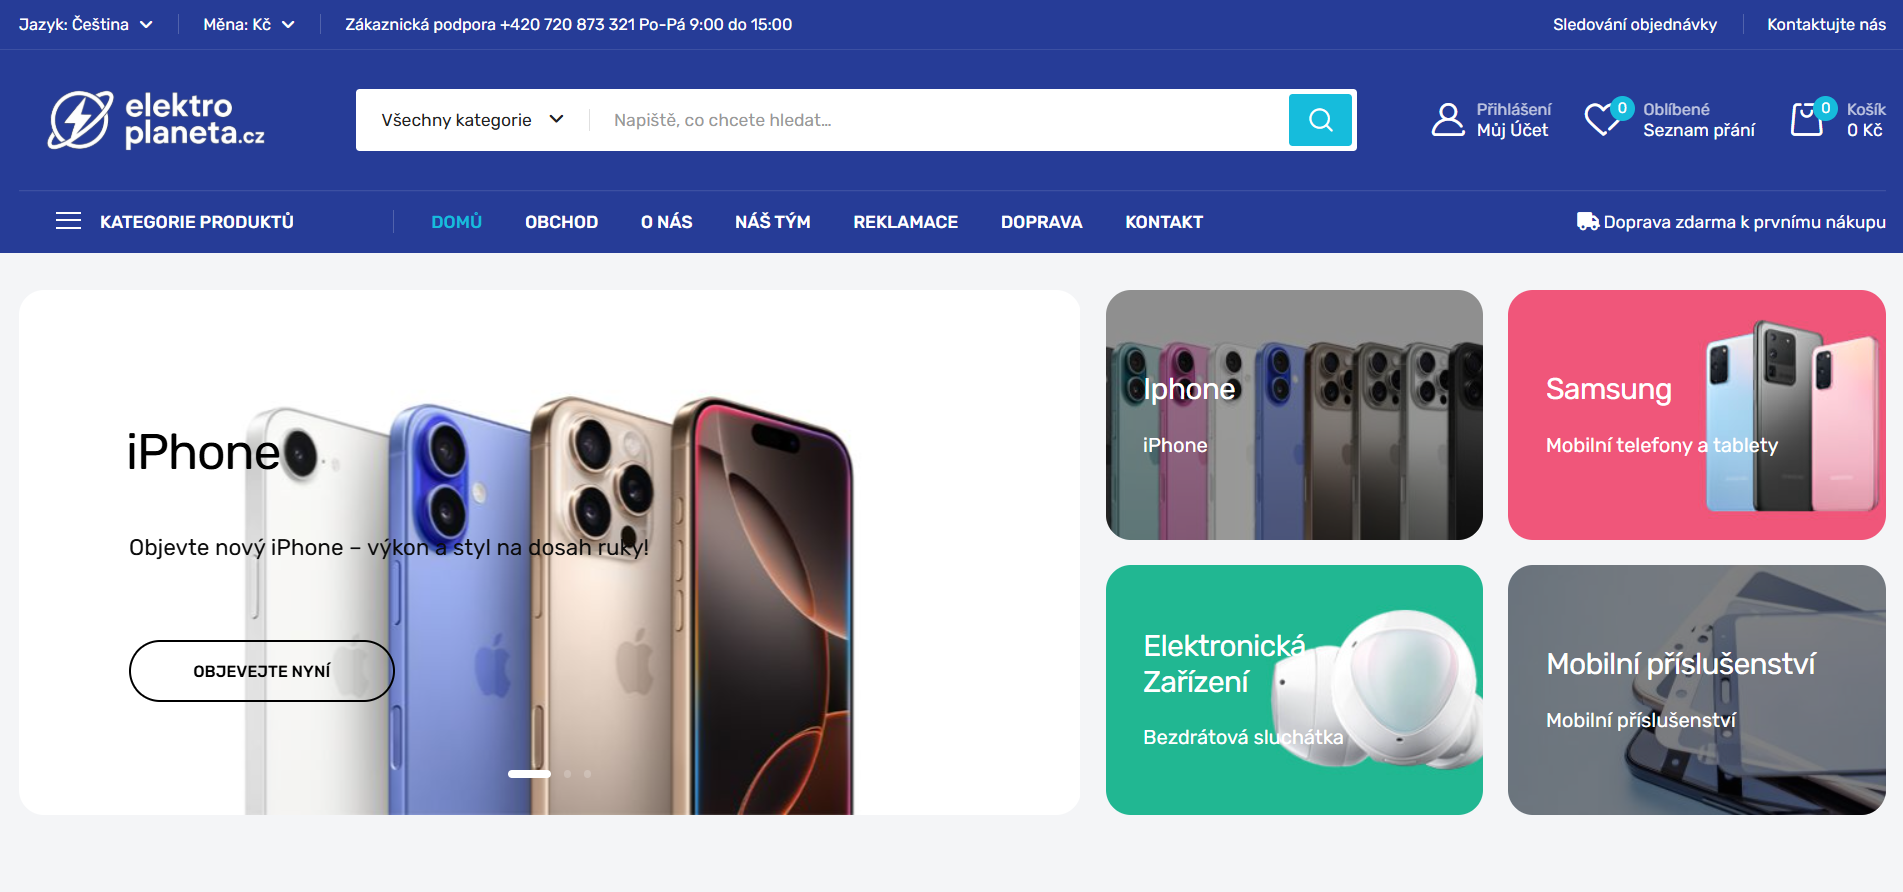 Jazyk: Čeština
Měna: Kč
Zákaznická podpora +420 720 873 321 Po-Pá 9:00 do 15:00
Sledování objednávky
Kontaktujte nás
elektro
planeta.cz
Všechny kategorie
Napiště, co chcete hledat...
Přihlášení
Můj Účet
0
Oblíbené
Seznam přání
0
Košík
0 Kč
KATEGORIE PRODUKTŮ
DOMŮ
OBCHOD
O NÁS
NÁŠ TÝM
REKLAMACE
DOPRAVA
KONTAKT
Doprava zdarma k prvnímu nákupu
iPhone
Objevte nový iPhone – výkon a styl na dosah ruky!
OBJEVEJTE NYNÍ
Iphone
iPhone
Samsung
Mobilní telefony a tablety
Elektronická
Zařízení
Bezdrátová sluchátka
Mobilní příslušenství
Mobilní příslušenství